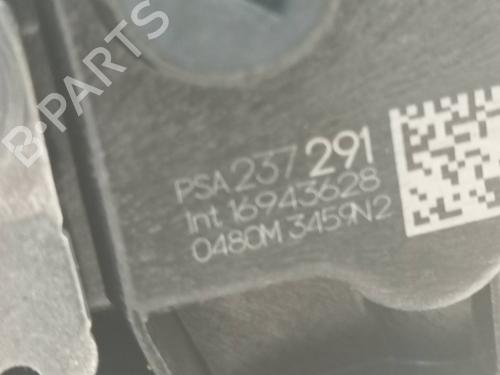 B-PARTS
PSA 237 291
Int 16943628
0480M 3459N2